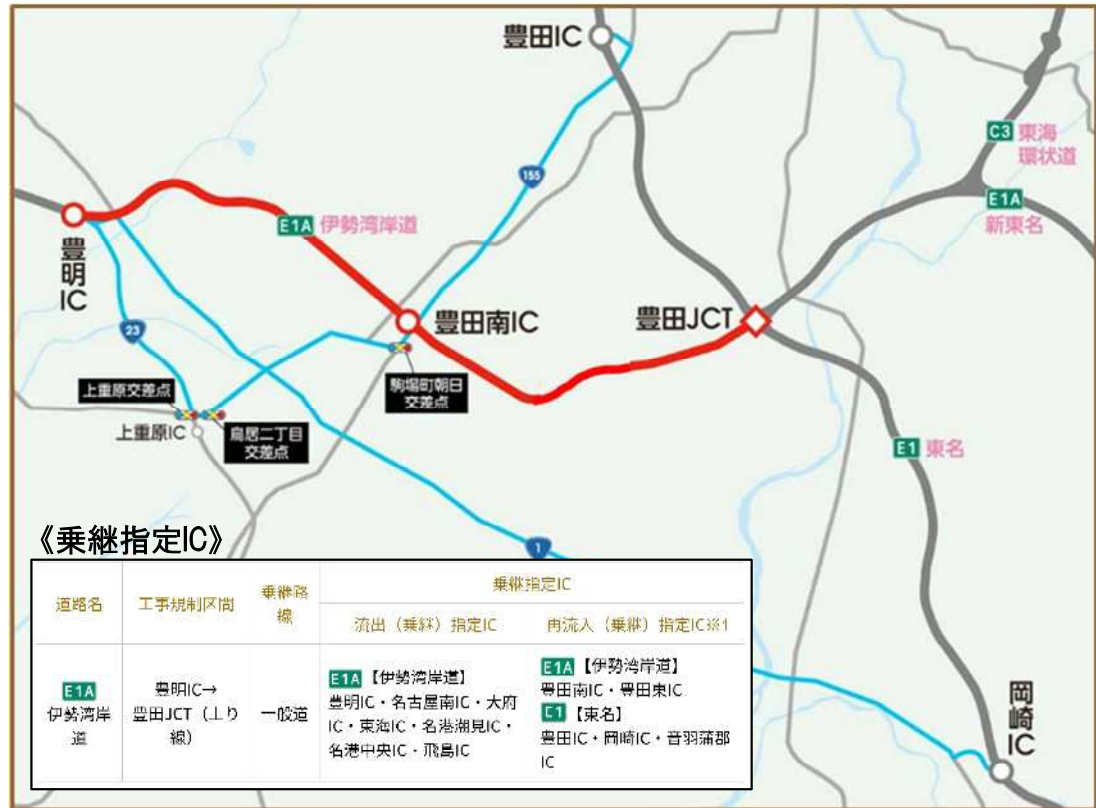 豊田IC
155
C3 東海
環状道
E1A
新東名
E1A 伊勢湾岸道
豊明IC
豊田南IC
豊田JCT
23
上重原交差点
駒場町朝日
交差点
上重原IC
鳥居二丁目
交差点
E1 東名
1
岡崎IC
《乗継指定IC》
道路名
工事規制区間
乗継路
線
乗継指定IC
流出（乗継）指定IC
再流入（乗継）指定IC※1
E1A
伊勢湾岸
道
豊明IC→
豊田JCT（上り
線）
一般道
E1A【伊勢湾岸道】
豊明IC・名古屋南IC・大府
IC・東海IC・名港潮見IC・
名港中央IC・飛島IC
E1A【伊勢湾岸道】
豊田南IC・豊田東IC
E1【東名】
豊田IC・岡崎IC・音羽蒲郡
IC